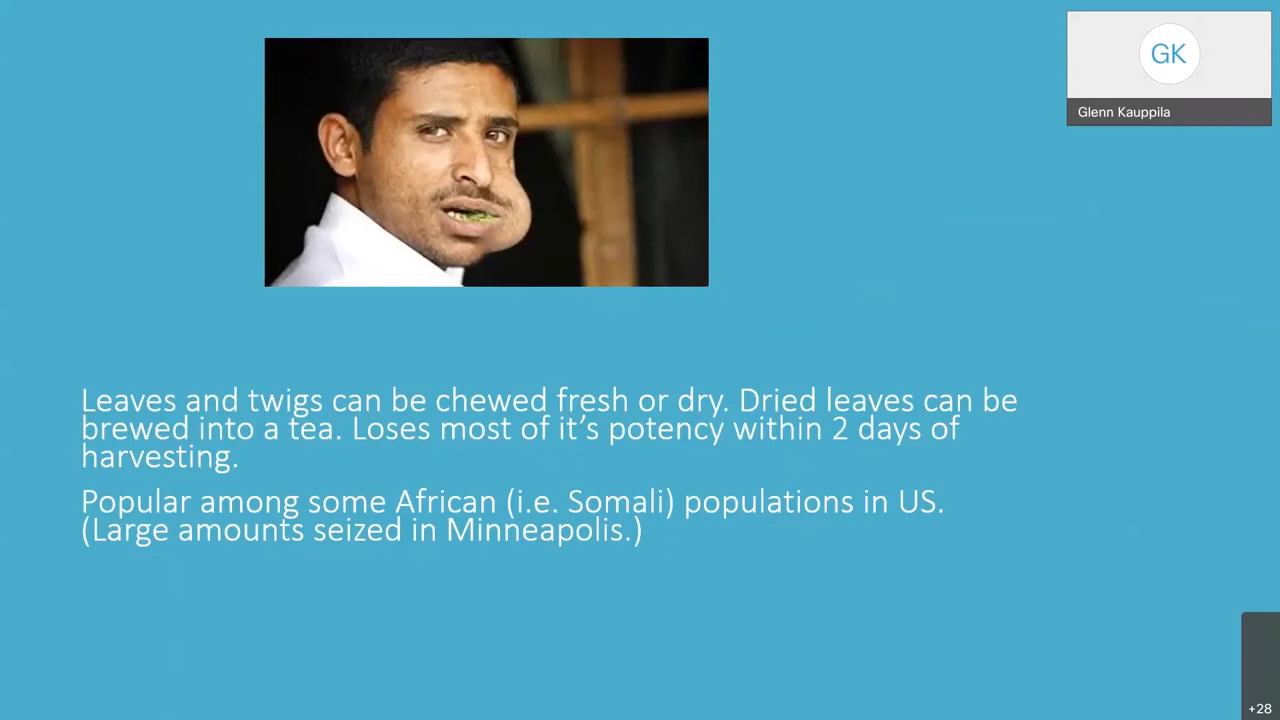 GK
Glenn Kauppila
Leaves and twigs can be chewed fresh or dry. Dried leaves can be
brewed into a tea. Loses most of it’s potency within 2 days of
harvesting.
Popular among some African (i.e. Somali) populations in US.
(Large amounts seized in Minneapolis.)
+28